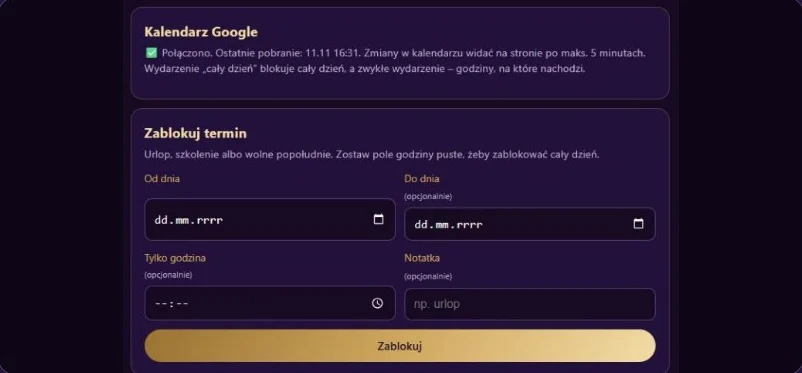 Kalendarz Google
✅ Połączono. Ostatnie pobranie: 11.11 16:31. Zmiany w kalendarzu widać na stronie po maks. 5 minutach.
Wydarzenie „cały dzień” blokuje cały dzień, a zwykłe wydarzenie – godziny, na które nachodzi.
Zablokuj termin
Urlop, szkolenie albo wolne popołudnie. Zostaw pole godziny puste, żeby zablokować cały dzień.
Od dnia
dd.mm.rrrr
Do dnia
(opcjonalnie)
dd.mm.rrrr
Tylko godzina
(opcjonalnie)
--:--
Notatka
(opcjonalnie)
np. urlop
Zablokuj